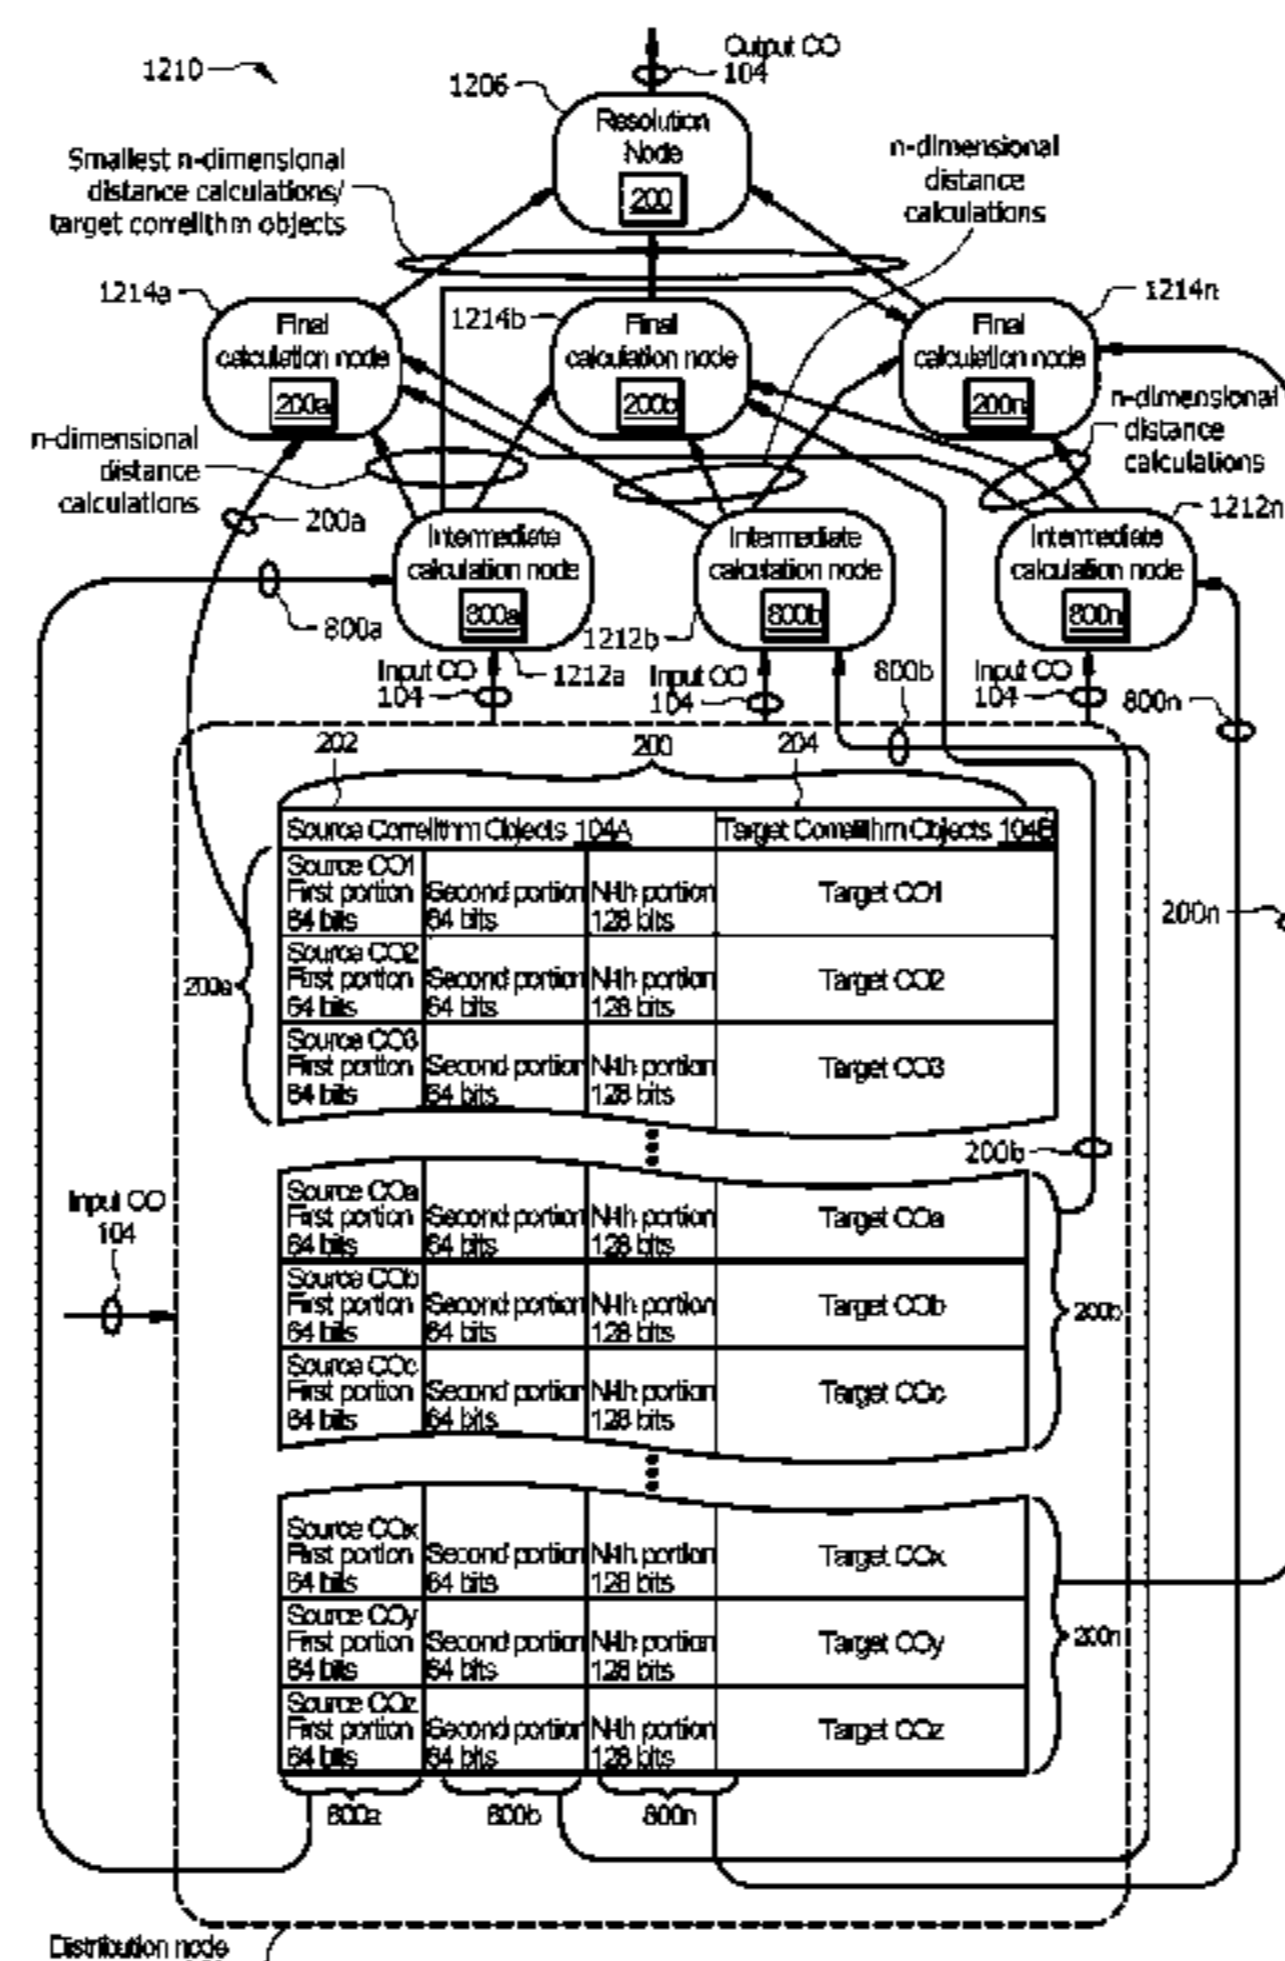 Output CO
104
1210
1206
Resolution
Node
200
Smallest n-dimensional
distance calculations/
target correlithm objects
n-dimensional
distance
calculations
1214a
1214b
1214n
Final
calculation node
200a
Final
calculation node
200b
Final
calculation node
200n
n-dimensional
distance
calculations
n-dimensional
distance
calculations
200a
1212n
Intermediate
calculation node
800a
Intermediate
calculation node
800b
Intermediate
calculation node
800n
800a
1212b
Input CO
104
1212a
Input CO
104
800b
Input CO
104
800n
202
200
204
Source Correlithm Objects 104A
Target Correlithm Objects 104B
Source CO1
First portion
64 bits
Second portion
64 bits
N-th portion
128 bits
Target CO1
200n
Source CO2
First portion
64 bits
Second portion
64 bits
N-th portion
128 bits
Target CO2
200a
Source CO3
First portion
64 bits
Second portion
64 bits
N-th portion
128 bits
Target CO3
200b
Input CO
104
Source COa
First portion
64 bits
Second portion
64 bits
N-th portion
128 bits
Target COa
Source COb
First portion
64 bits
Second portion
64 bits
N-th portion
128 bits
Target COb
200b
Source COc
First portion
64 bits
Second portion
64 bits
N-th portion
128 bits
Target COc
Source COx
First portion
64 bits
Second portion
64 bits
N-th portion
128 bits
Target COx
Source COy
First portion
64 bits
Second portion
64 bits
N-th portion
128 bits
Target COy
200n
Source COz
First portion
64 bits
Second portion
64 bits
N-th portion
128 bits
Target COz
800a
800b
800n
Distribution node